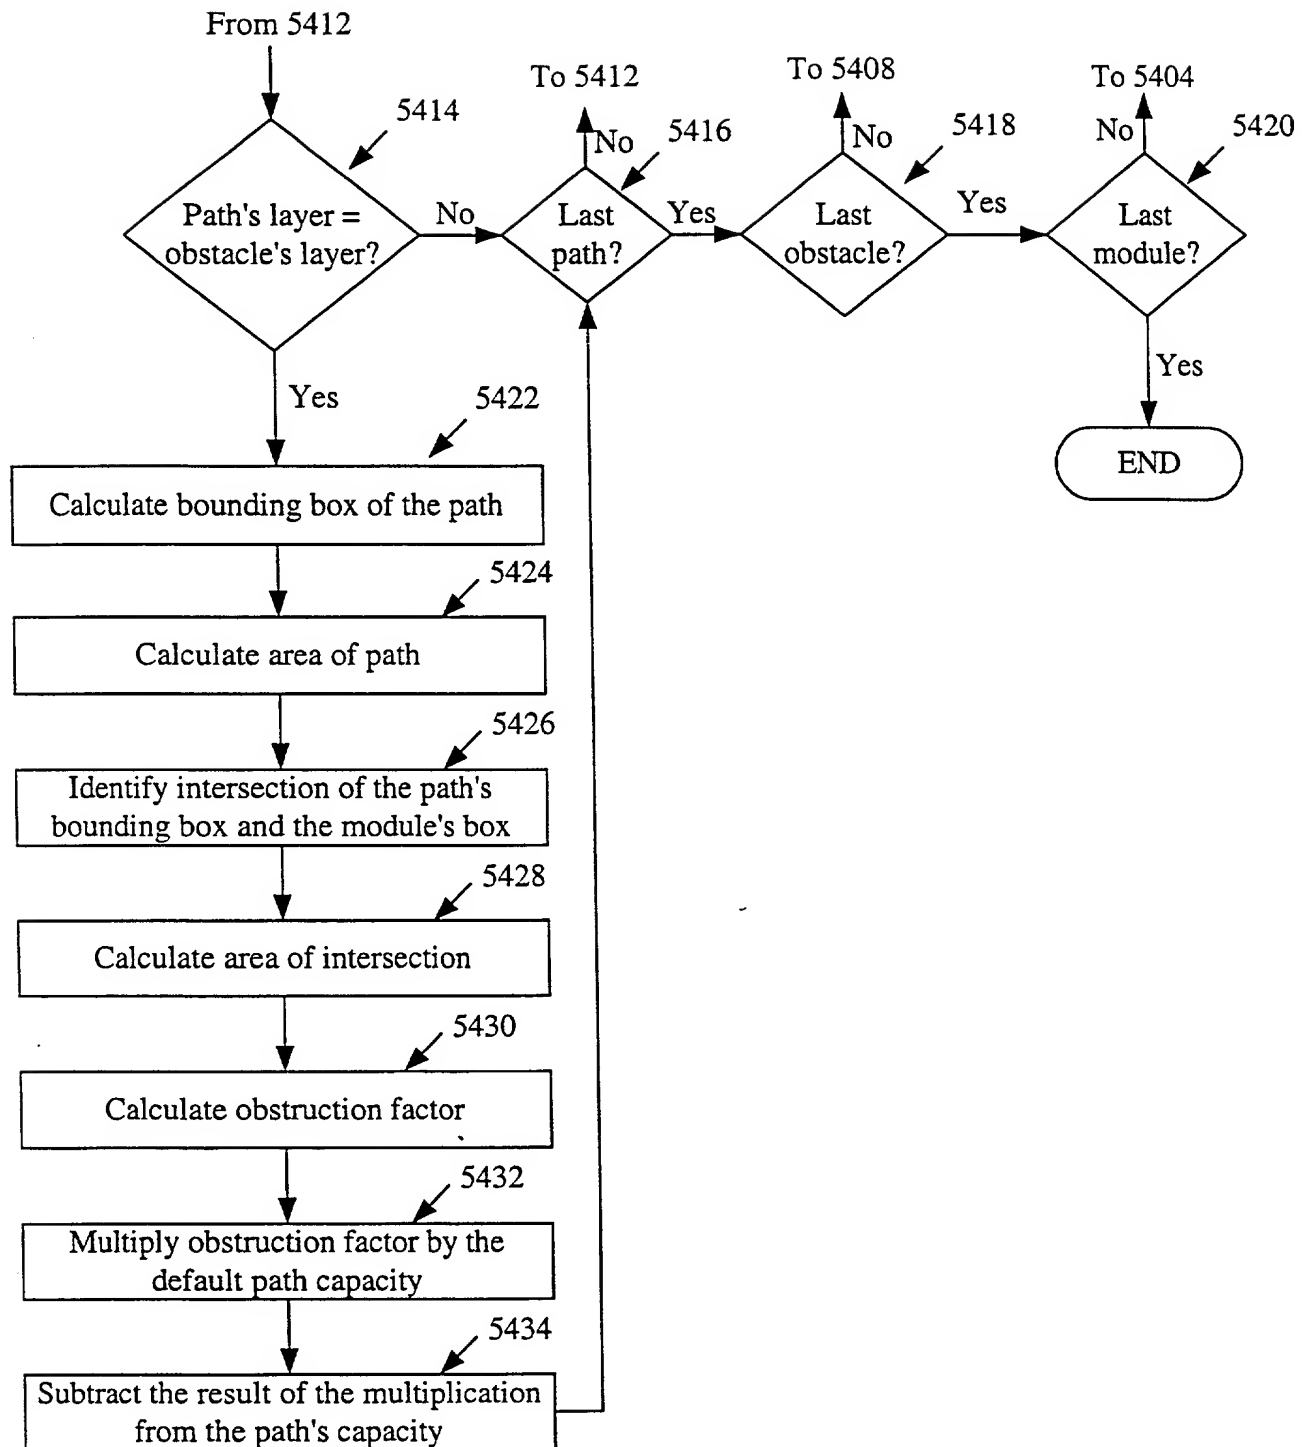 From 5412
5414
Path's layer =
obstacle's layer?
No
To 5412
No
5416
Last
path?
Yes
To 5408
No
5418
Last
obstacle?
Yes
To 5404
No
5420
Last
module?
Yes
END
Yes
5422
Calculate bounding box of the path
5424
Calculate area of path
5426
Identify intersection of the path's
bounding box and the module's box
5428
Calculate area of intersection
5430
Calculate obstruction factor
5432
Multiply obstruction factor by the
default path capacity
5434
Subtract the result of the multiplication
from the path's capacity